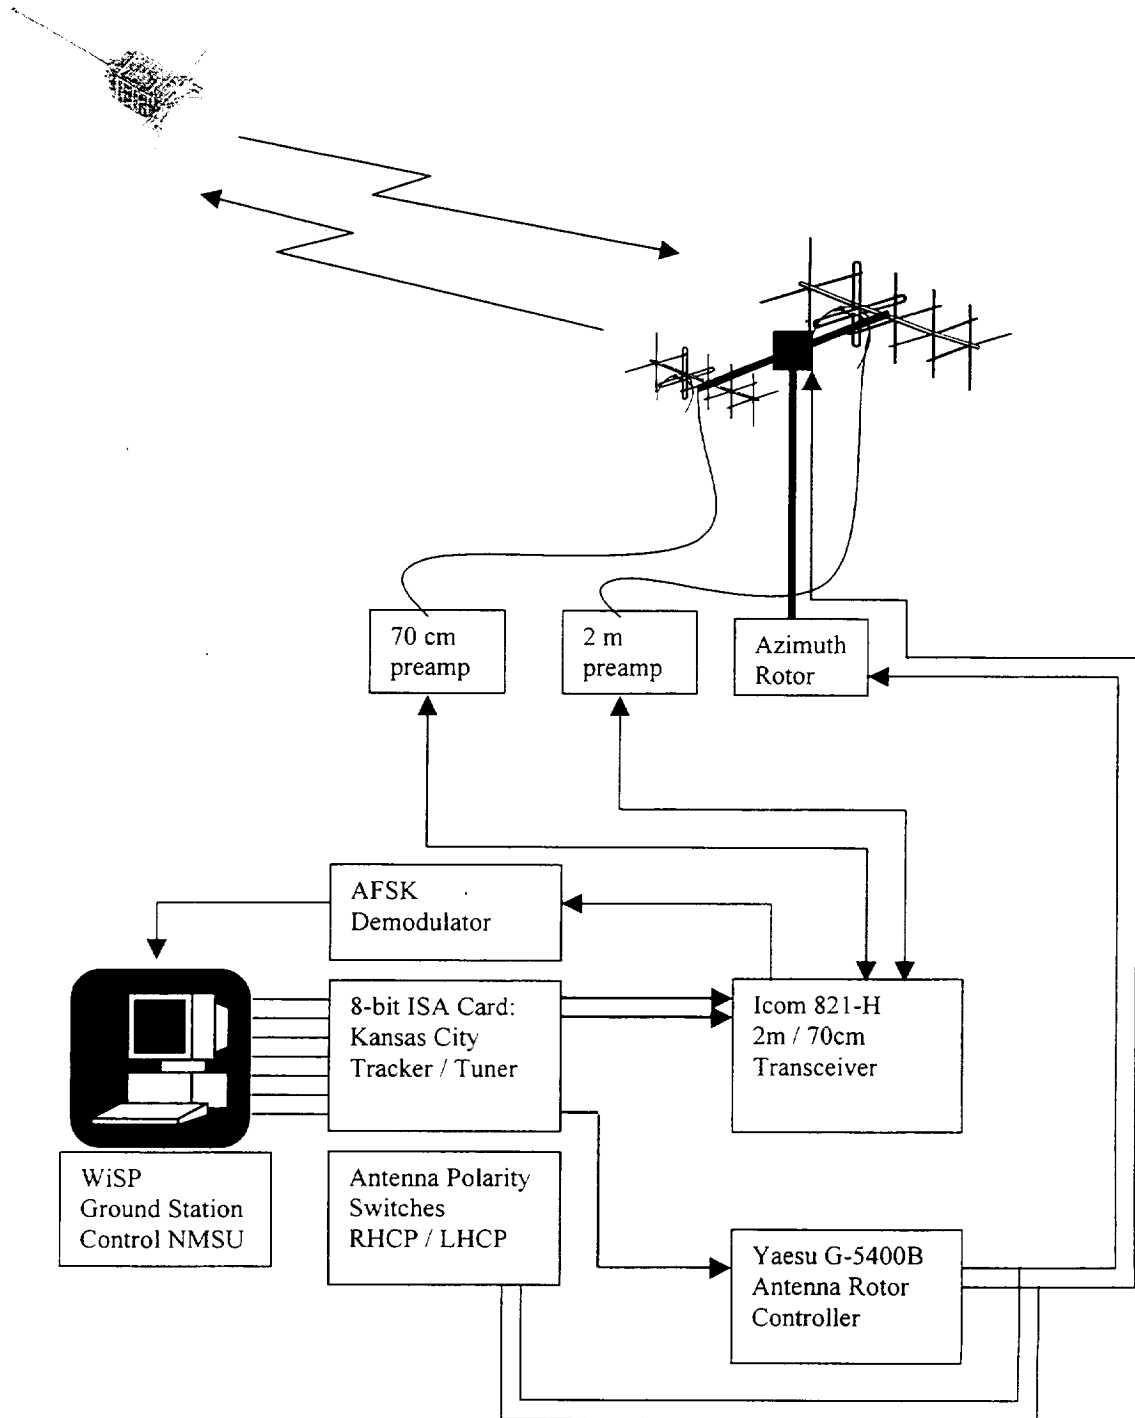 70 cm
preamp
2 m
preamp
Azimuth
Rotor
AFSK
Demodulator
8-bit ISA Card:
Kansas City
Tracker / Tuner
Icom 821-H
2m / 70cm
Transceiver
WiSP
Ground Station
Control NMSU
Antenna Polarity
Switches
RHCP / LHCP
Yaesu G-5400B
Antenna Rotor
Controller